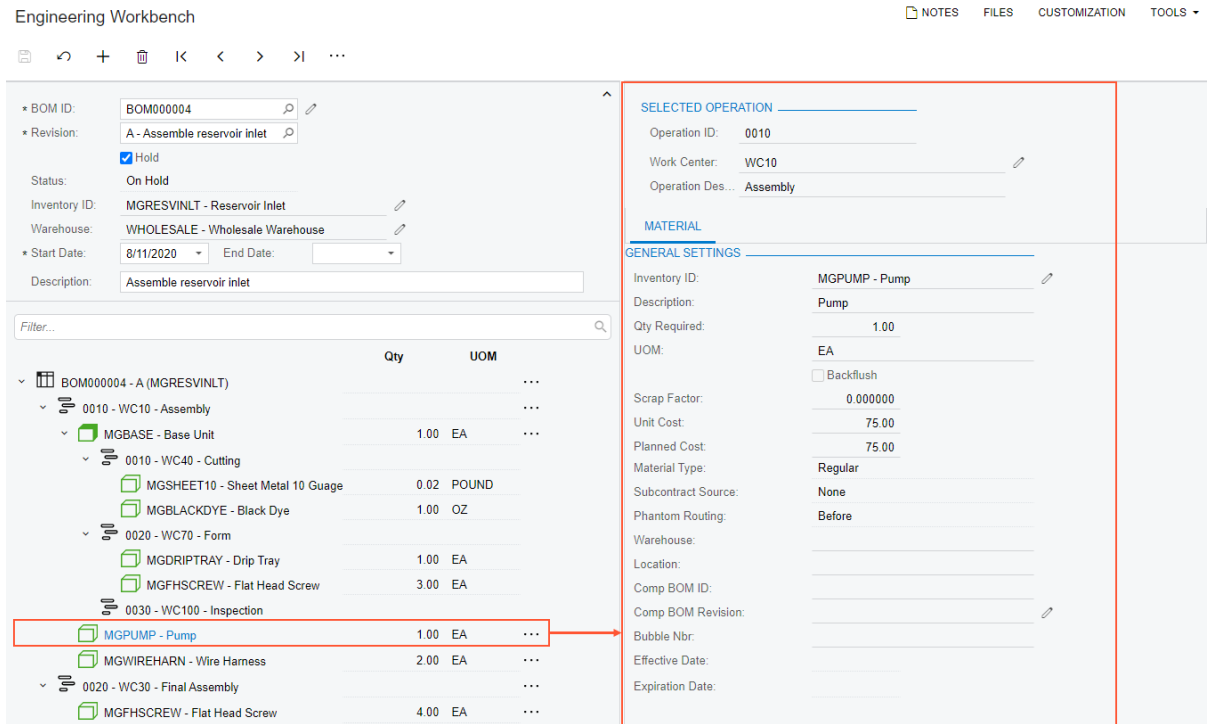 Engineering Workbench
NOTES FILES CUSTOMIZATION TOOLS
* BOM ID: BOM000004
* Revision: A - Assemble reservoir inlet
Hold
Status: On Hold
Inventory ID: MGRESVINLT - Reservoir Inlet
Warehouse: WHOLESALE - Wholesale Warehouse
* Start Date: 8/11/2020 End Date:
Description: Assemble reservoir inlet
Filter...
Qty UOM
BOM000004 - A (MGRESVINLT)
0010 - WC10 - Assembly
MGBASE - Base Unit 1.00 EA
0010 - WC40 - Cutting
MGSHEET10 - Sheet Metal 10 Guage 0.02 POUND
MGBLACKDYE - Black Dye 1.00 OZ
0020 - WC70 - Form
MGDRIPTRAY - Drip Tray 1.00 EA
MGFHSCREW - Flat Head Screw 3.00 EA
0030 - WC100 - Inspection
MGPUMP - Pump 1.00 EA
MGWIREHARN - Wire Harness 2.00 EA
0020 - WC30 - Final Assembly
MGFHSCREW - Flat Head Screw 4.00 EA
SELECTED OPERATION
Operation ID: 0010
Work Center: WC10
Operation Des... Assembly
MATERIAL
GENERAL SETTINGS
Inventory ID: MGPUMP - Pump
Description: Pump
Qty Required: 1.00
UOM: EA
Backflush
Scrap Factor: 0.000000
Unit Cost: 75.00
Planned Cost: 75.00
Material Type: Regular
Subcontract Source: None
Phantom Routing: Before
Warehouse:
Location:
Comp BOM ID:
Comp BOM Revision:
Bubble Nbr:
Effective Date:
Expiration Date: